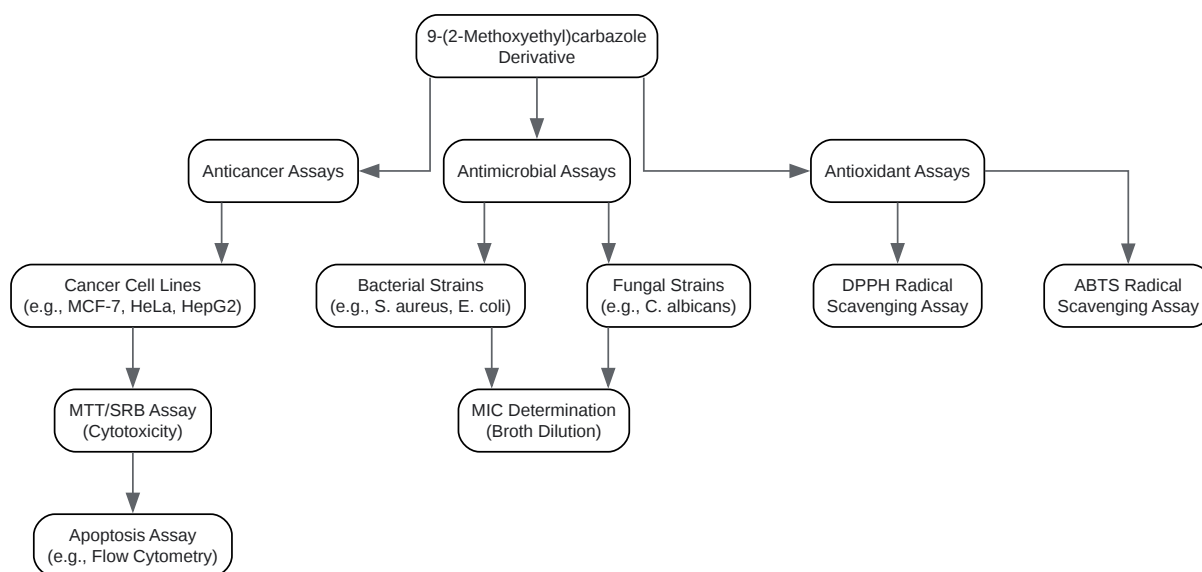 9-(2-Methoxyethyl)carbazole
Derivative
Anticancer Assays
Antimicrobial Assays
Antioxidant Assays
Cancer Cell Lines
(e.g., MCF-7, HeLa, HepG2)
Bacterial Strains
(e.g., S. aureus, E. coli)
Fungal Strains
(e.g., C. albicans)
DPPH Radical
Scavenging Assay
ABTS Radical
Scavenging Assay
MTT/SRB Assay
(Cytotoxicity)
MIC Determination
(Broth Dilution)
Apoptosis Assay
(e.g., Flow Cytometry)